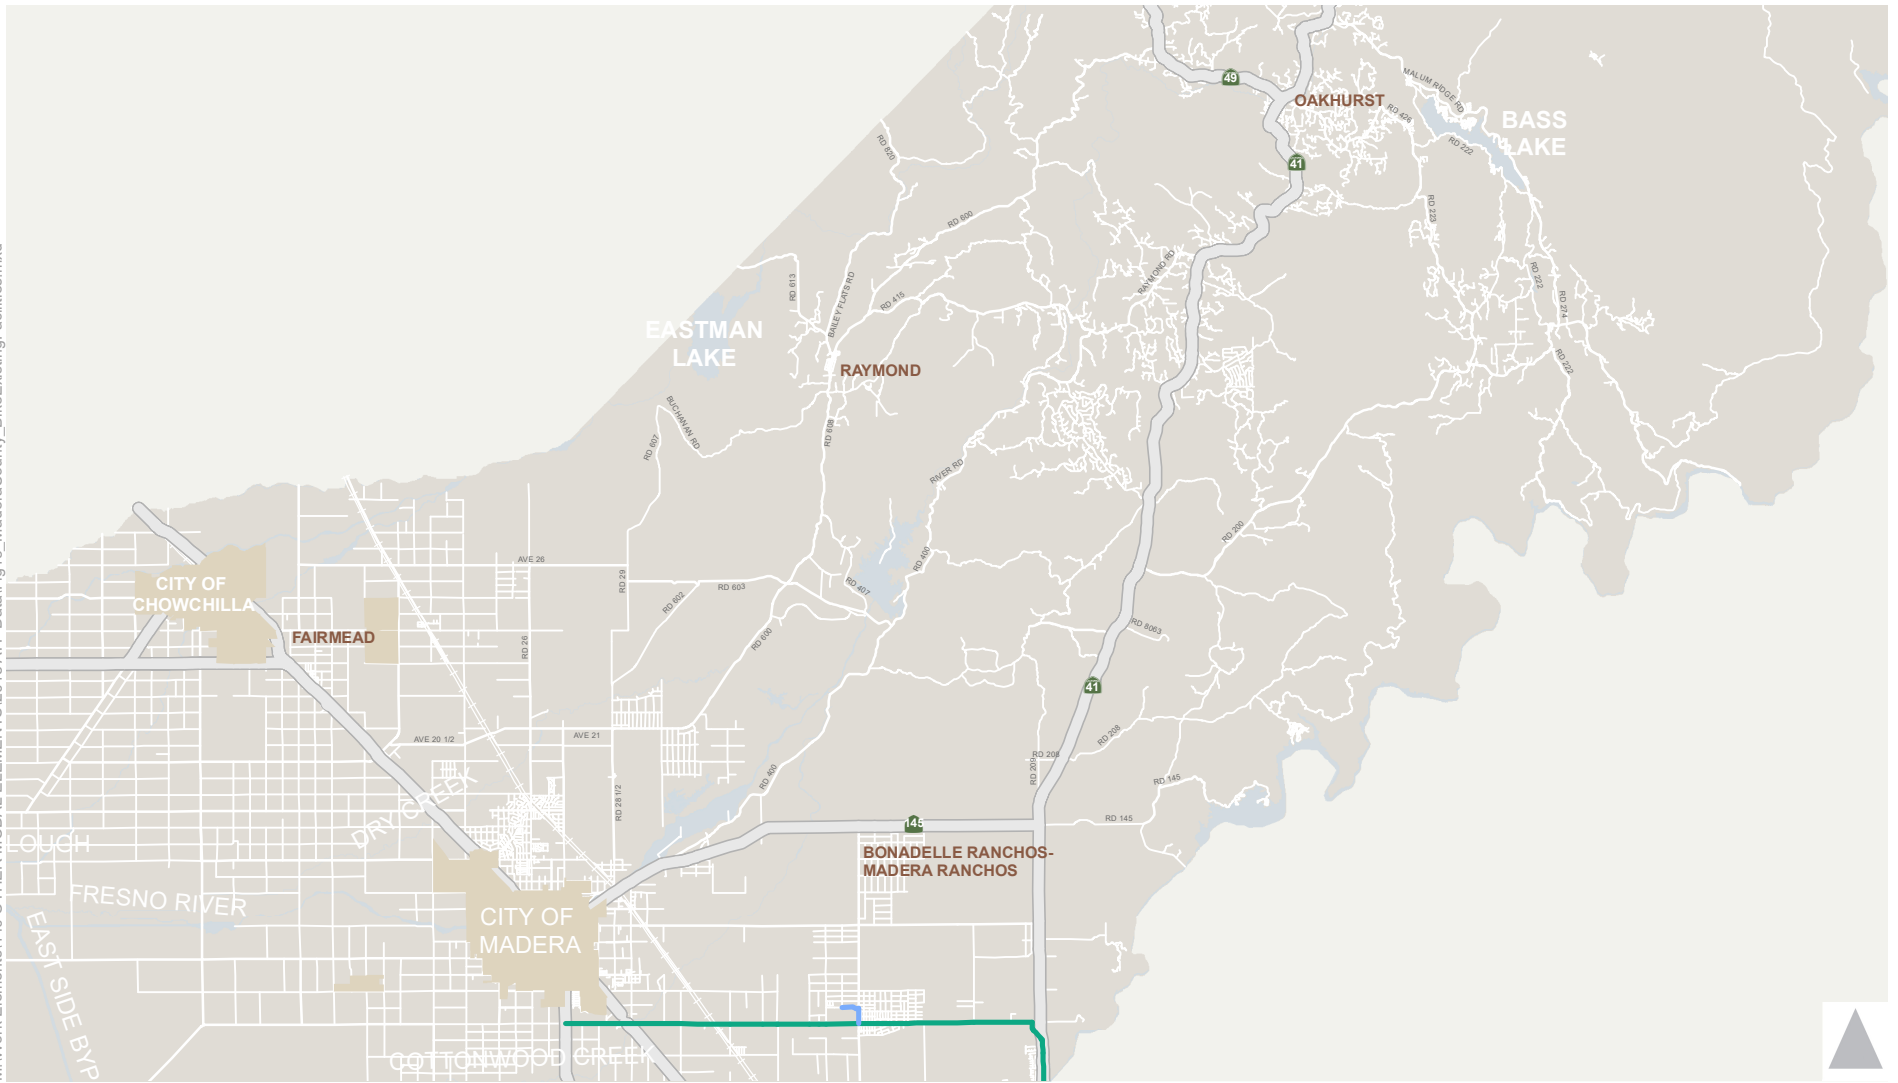 49
OAKHURST
MALUM RIDGE RD
RD 426
BASS
LAKE
RD 222
RD 820
41
RD 223
RD 600
RAYMOND RD
RD 613
BAILEY FLATS RD
RD 415
RD 222
RD 274
EASTMAN
LAKE
RAYMOND
RD 222
BUCHANAN RD
RD 607
RD 608
RIVER RD
RD 200
AVE 26
RD 400
CITY OF
CHOWCHILLA
RD 29
RD 603
RD 407
RD 602
FAIRMEAD
RD 26
RD 600
RD 8063
41
AVE 20 1/2
AVE 21
RD 208
RD 208
RD 209
RD 400
RD 145
RD 28 1/2
DRY CREEK
145
RD 145
LOUCH
BONADELLE RANCHOS-
MADERA RANCHOS
FRESNO RIVER
CITY OF
MADERA
EAST SIDE BYP
COTTONWOOD CREEK